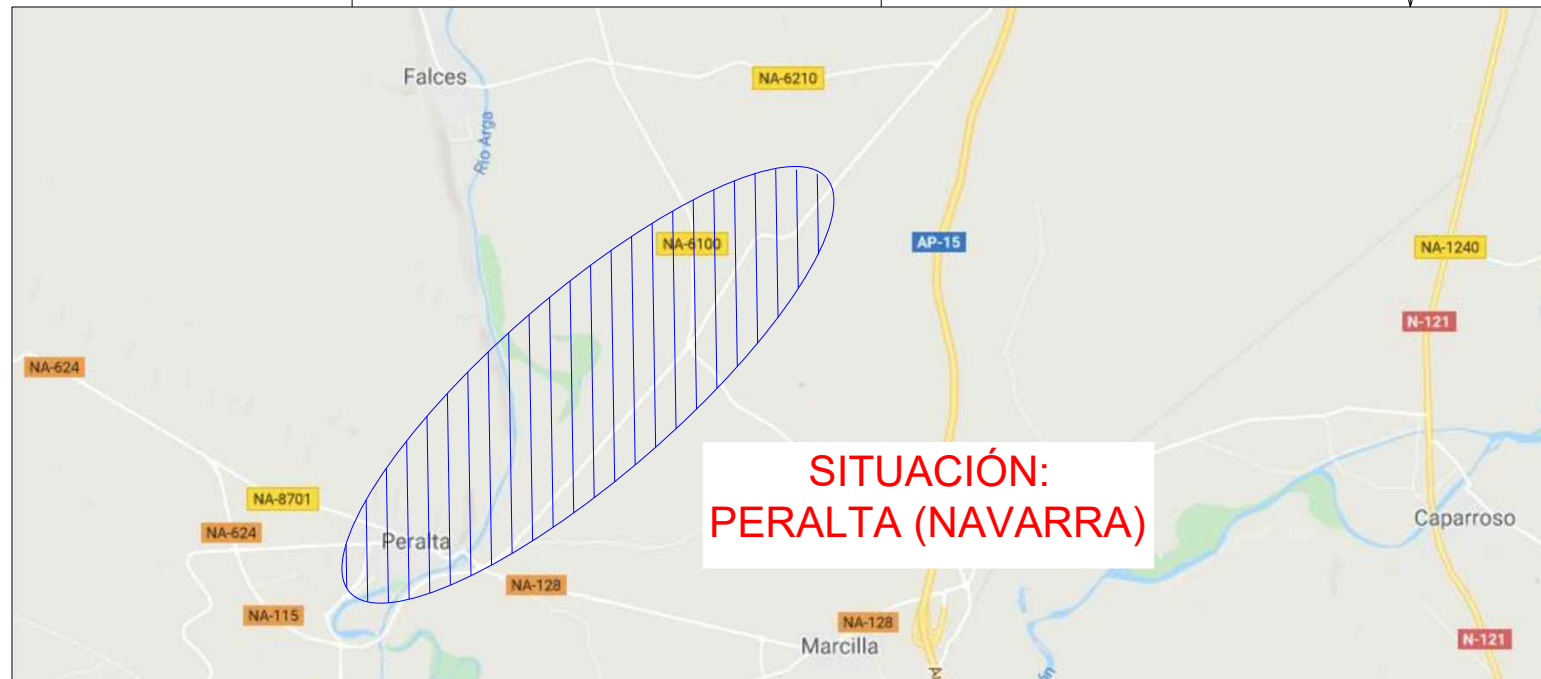 Falces
NA-6210
Río Arga
NA-6100
AP-15
NA-1240
N-121
NA-624
SITUACIÓN:
PERALTA (NAVARRA)
NA-8701
NA-624
Peralta
Caparroso
NA-128
NA-115
NA-128
Marcilla
N-121